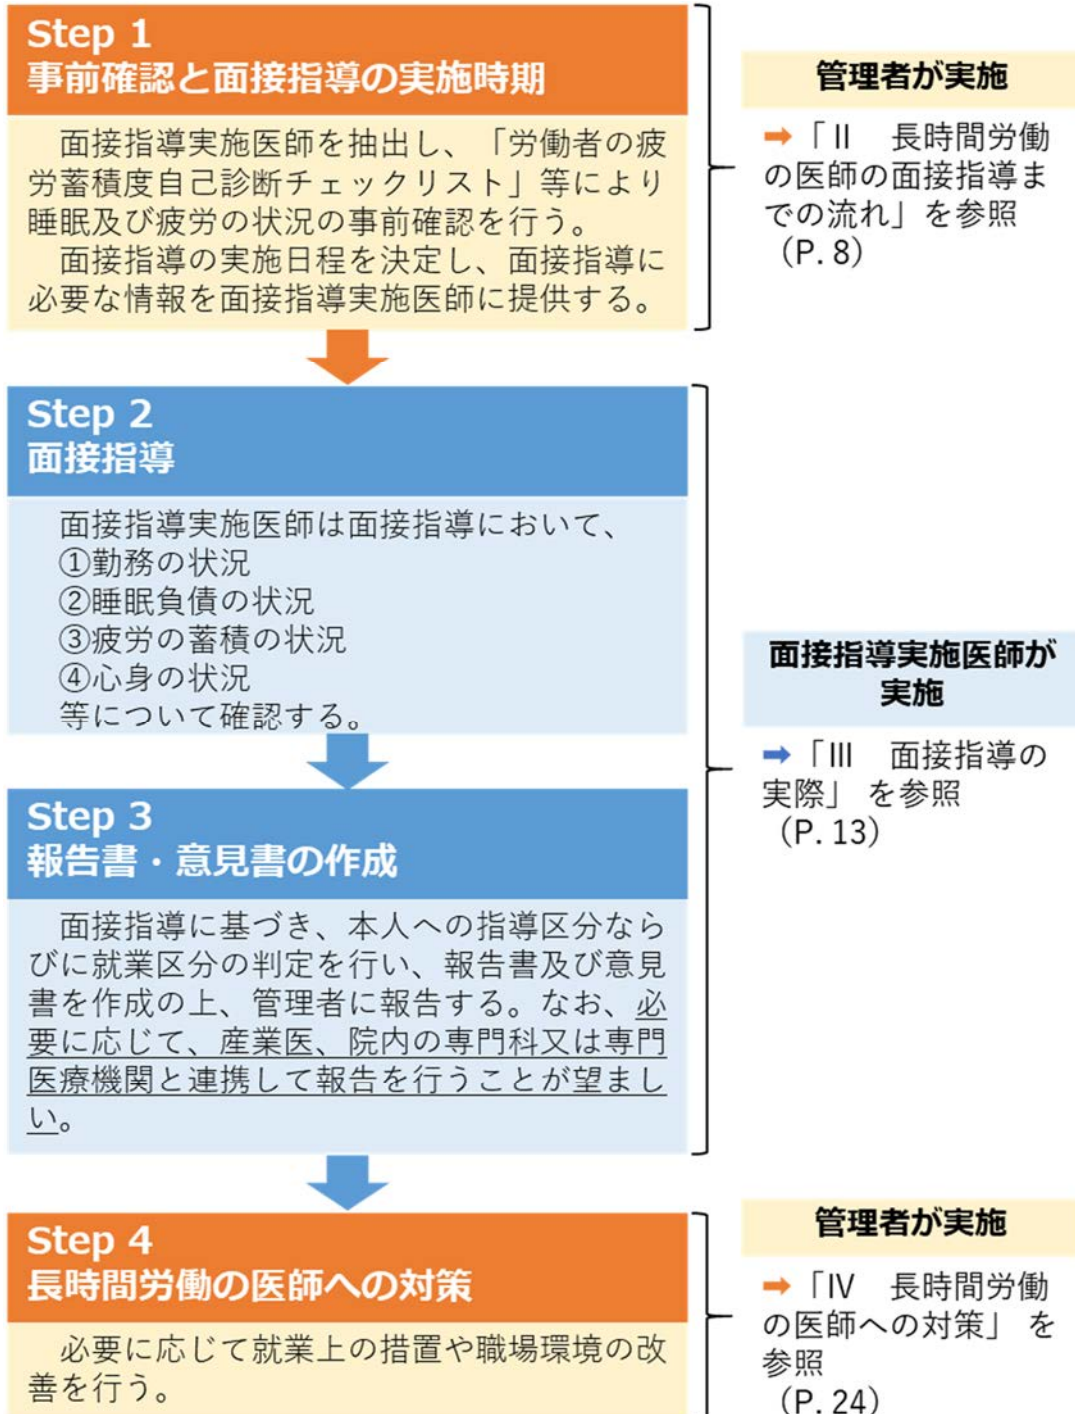 Step 1
事前確認と面接指導の実施時期
面接指導実施医師を抽出し、「労働者の疲
労蓄積度自己診断チェックリスト」等により
睡眠及び疲労の状況の事前確認を行う。
面接指導の実施日程を決定し、面接指導に
必要な情報を面接指導実施医師に提供する。
管理者が実施
➡「Ⅱ 長時間労働
の医師の面接指導ま
での流れ」を参照
（P. 8）
Step 2
面接指導
面接指導実施医師は面接指導において、
①勤務の状況
②睡眠負債の状況
③疲労の蓄積の状況
④心身の状況
等について確認する。
Step 3
報告書・意見書の作成
面接指導に基づき、本人への指導区分なら
びに就業区分の判定を行い、報告書及び意見
書を作成の上、管理者に報告する。なお、必
要に応じて、産業医、院内の専門科又は専門
医療機関と連携して報告を行うことが望まし
い。
面接指導実施医師が
実施
➡「Ⅲ 面接指導の
実際」 を参照
（P. 13）
Step 4
長時間労働の医師への対策
必要に応じて就業上の措置や職場環境の改
善を行う。
管理者が実施
➡「Ⅳ 長時間労働
の医師への対策」 を
参照
（P. 24）